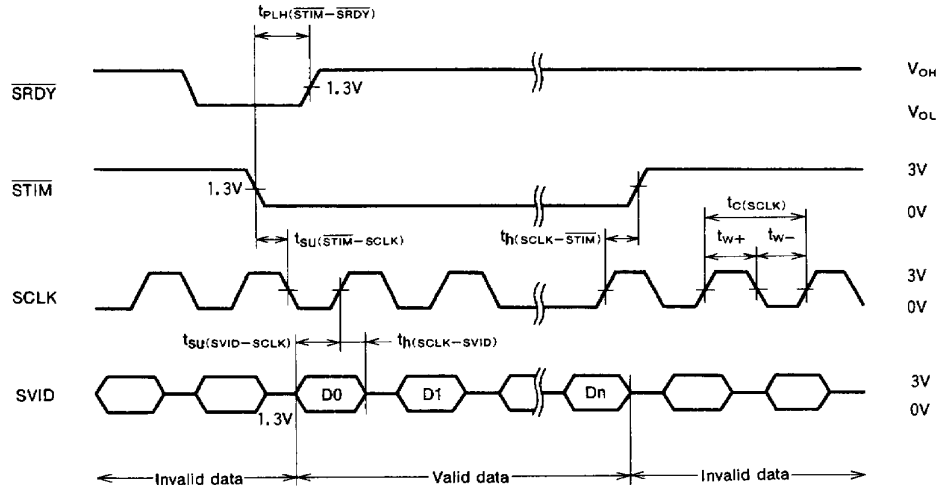 tPLH(STIM-SRDY)
SRDY
1.3V
VOH
VOL
STIM
1.3V
3V
0V
tSU(STIM-SCLK)
th(SCLK-STIM)
tC(SCLK)
tW+
tW-
SCLK
3V
0V
tSU(SVID-SCLK)
th(SCLK-SVID)
SVID
D0
D1
Dn
3V
0V
1.3V
Invalid data
Valid data
Invalid data